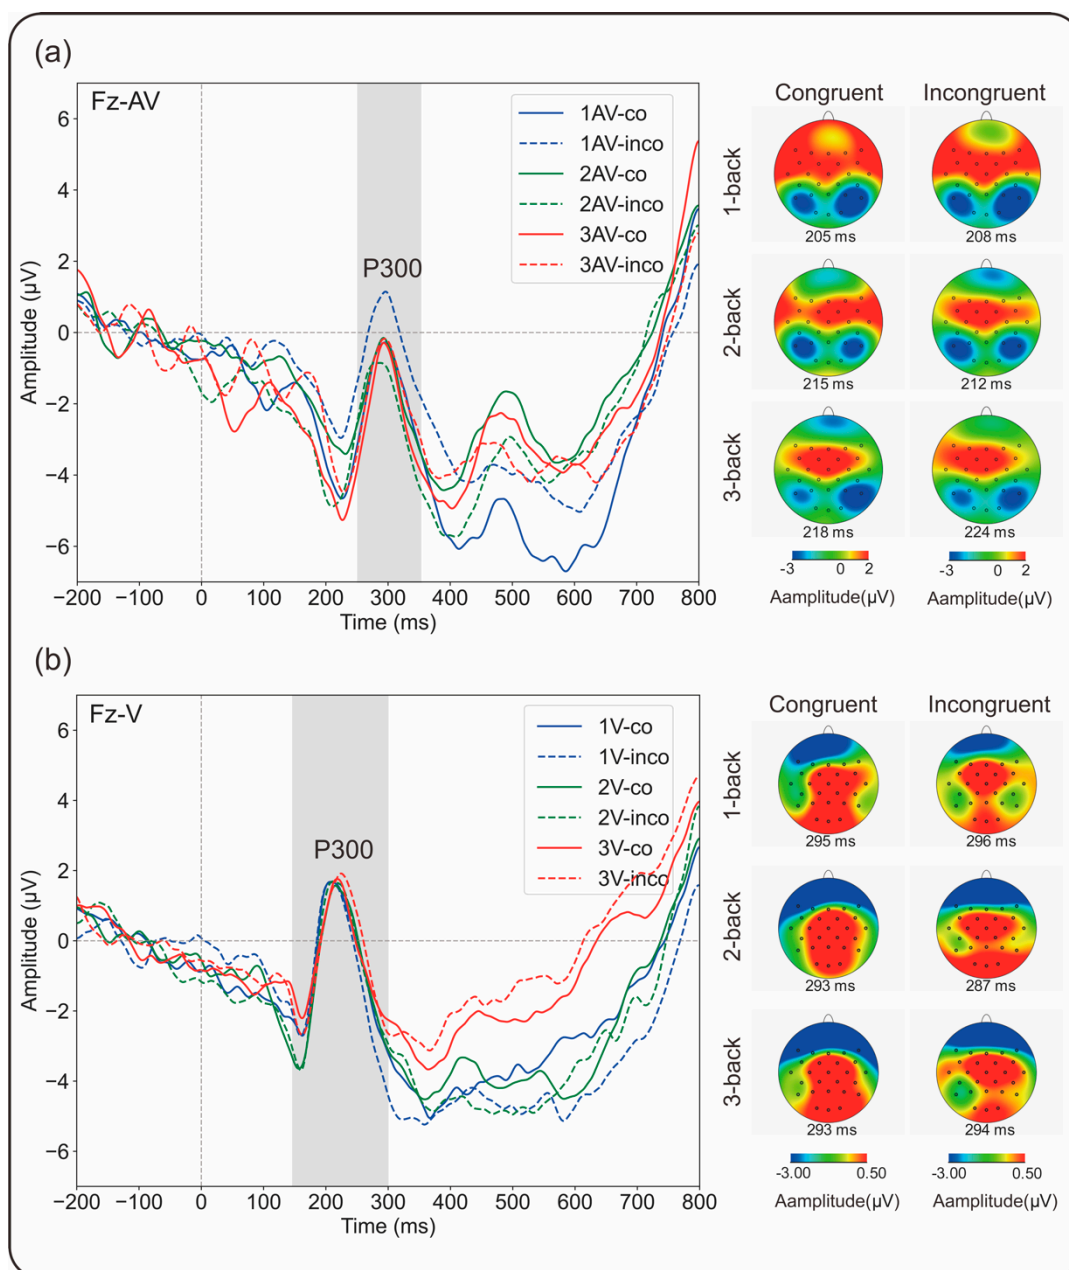 (a)
Fz-AV
1AV-co
1AV-inco
2AV-co
2AV-inco
3AV-co
3AV-inco
P300
6
4
2
0
−2
−4
−6
Amplitude (µV)
−200 −100 0 100 200 300 400 500 600 700 800
Time (ms)
Congruent Incongruent
1-back
205 ms 208 ms
2-back
215 ms 212 ms
3-back
218 ms 224 ms
-3 0 2 -3 0 2
Aamplitude(µV) Aamplitude(µV)
(b)
Fz-V
1V-co
1V-inco
2V-co
2V-inco
3V-co
3V-inco
P300
6
4
2
0
−2
−4
−6
Amplitude (µV)
−200 −100 0 100 200 300 400 500 600 700 800
Time (ms)
Congruent Incongruent
1-back
295 ms 296 ms
2-back
293 ms 287 ms
3-back
293 ms 294 ms
-3.00 0.50 -3.00 0.50
Aamplitude(µV) Aamplitude(µV)